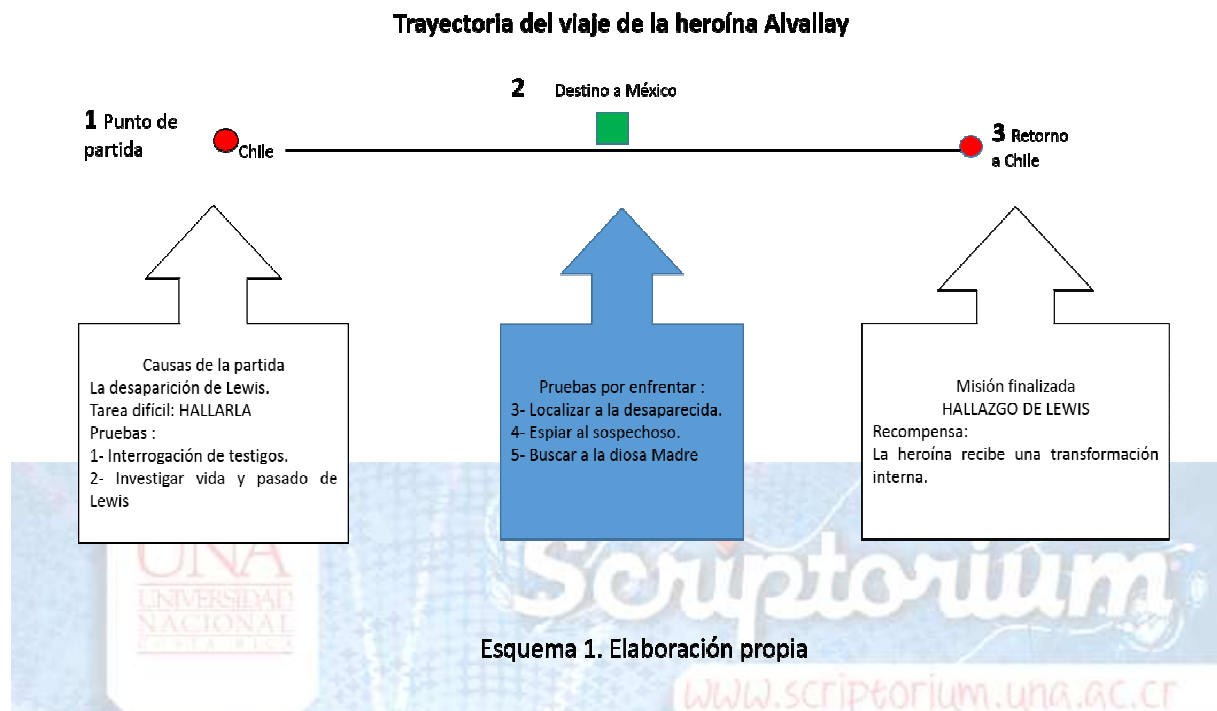 Trayectoria del viaje de la heroína Alvallay
2 Destino a México
1 Punto de
partida
Chile
3 Retorno
a Chile
Causas de la partida
La desaparición de Lewis.
Tarea difícil: HALLARLA
Pruebas :
1- Interrogación de testigos.
2- Investigar vida y pasado de
Lewis
Pruebas por enfrentar :
3- Localizar a la desaparecida.
4- Espiar al sospechoso.
5- Buscar a la diosa Madre
Misión finalizada
HALLAZGO DE LEWIS
Recompensa:
La heroína recibe una transformación
interna.
UNA
UNIVERSIDAD
NACIONAL
COSTA RICA
Scriptorium
Esquema 1. Elaboración propia
www.scriptorium.una.ac.cr